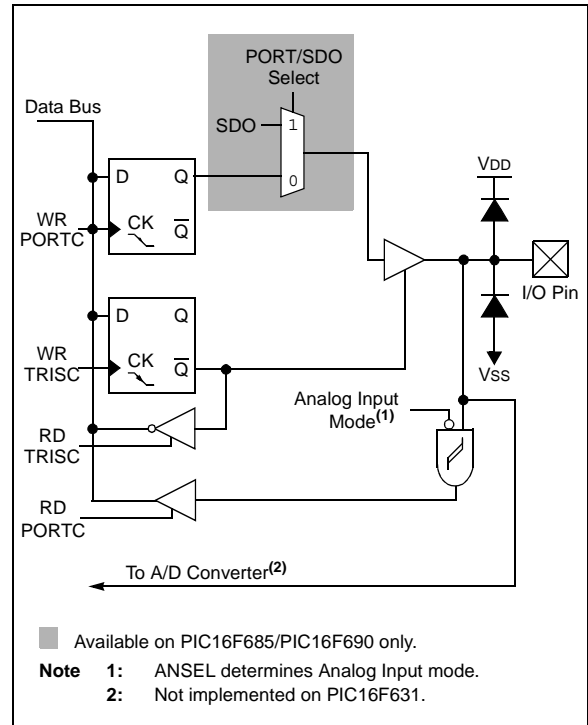 PORT/SDO
Select
Data Bus
SDO
1
0
D
Q
CK
Q̅
WR
PORTC
VDD
I/O Pin
VSS
D
Q
CK
Q̅
WR
TRISC
Analog Input
Mode(1)
RD
TRISC
RD
PORTC
To A/D Converter(2)
Available on PIC16F685/PIC16F690 only.
Note 1: ANSEL determines Analog Input mode.
2: Not implemented on PIC16F631.